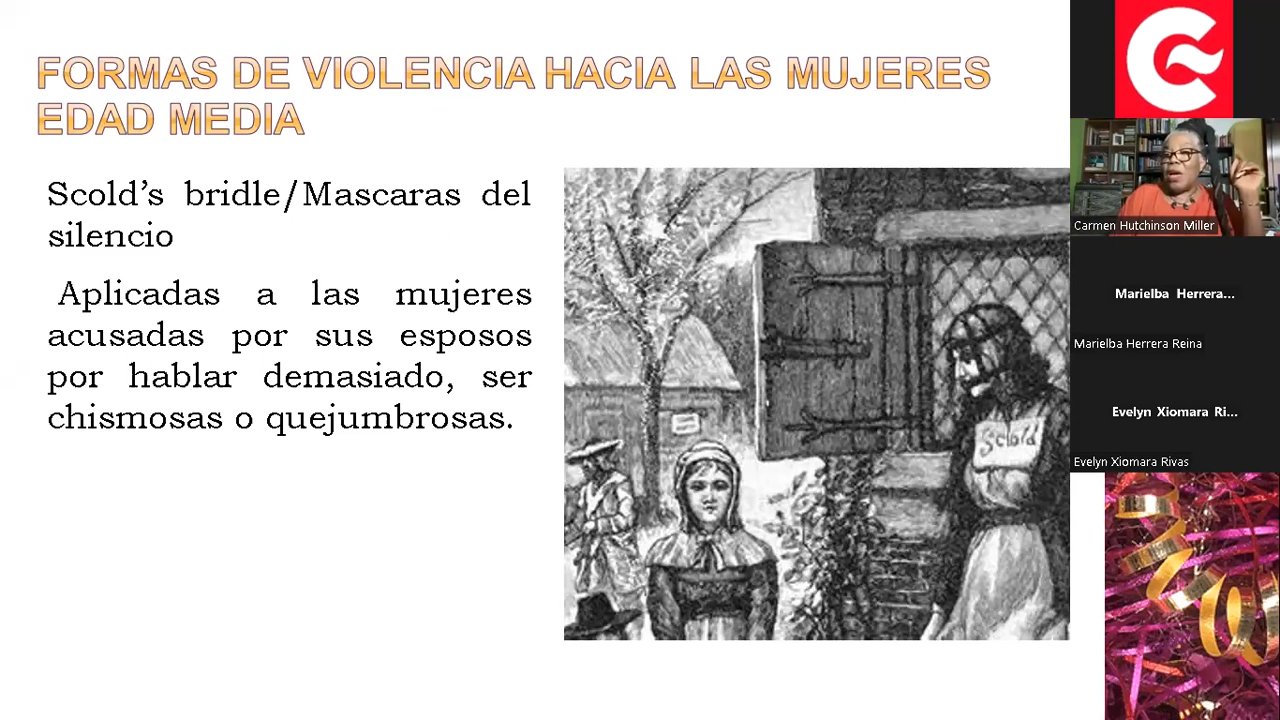 FORMAS DE VIOLENCIA HACIA LAS MUJERES
EDAD MEDIA
Scold's bridle/Mascaras del
silencio
Aplicadas a las mujeres
acusadas por sus esposos
por hablar demasiado, ser
chismosas o quejumbrosas.
Scold
Carmen Hutchinson Miller
Marielba Herrera...
Marielba Herrera Reina
Evelyn Xiomara Ri...
Evelyn Xiomara Rivas